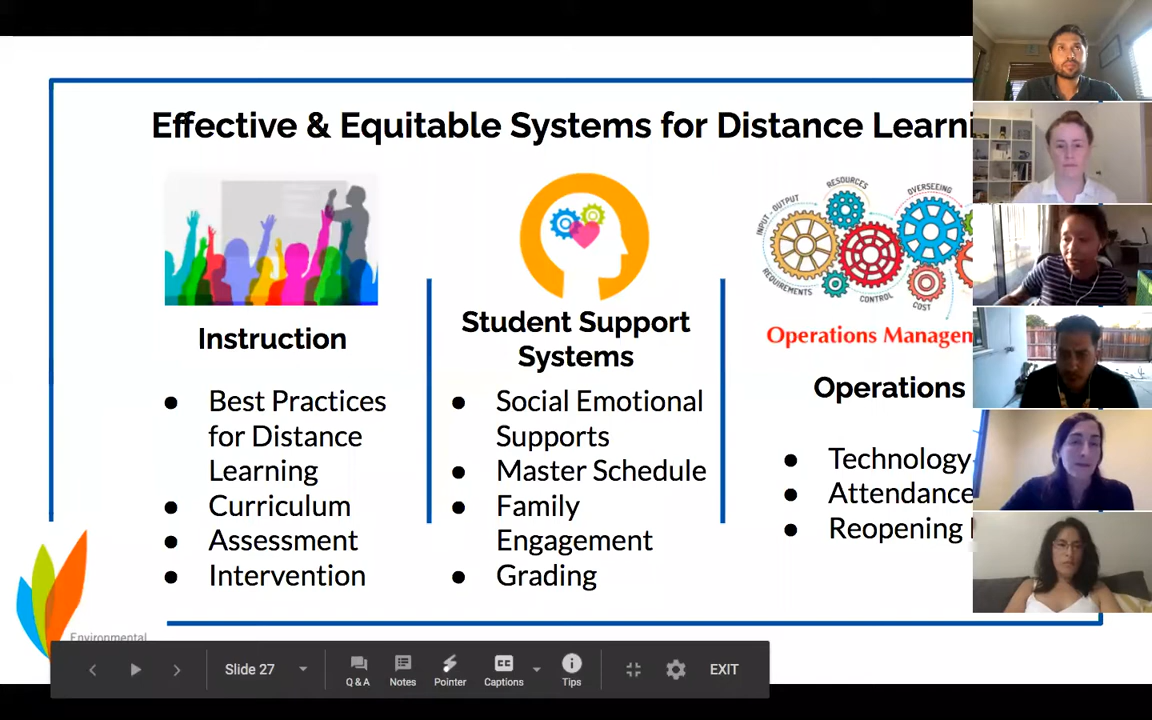 Effective & Equitable Systems for Distance Learni
INPUT - OUTPUT
RESOURCES
OVERSEEING
REQUIREMENTS
CONTROL
COST
Operations Managem
Instruction
Best Practices
for Distance
Learning
Curriculum
Assessment
Intervention
Student Support
Systems
Social Emotional
Supports
Master Schedule
Family
Engagement
Grading
Operations
Technology
Attendance
Reopening
Environmental
Slide 27
Q & A
Notes
Pointer
CC
Captions
Tips
EXIT